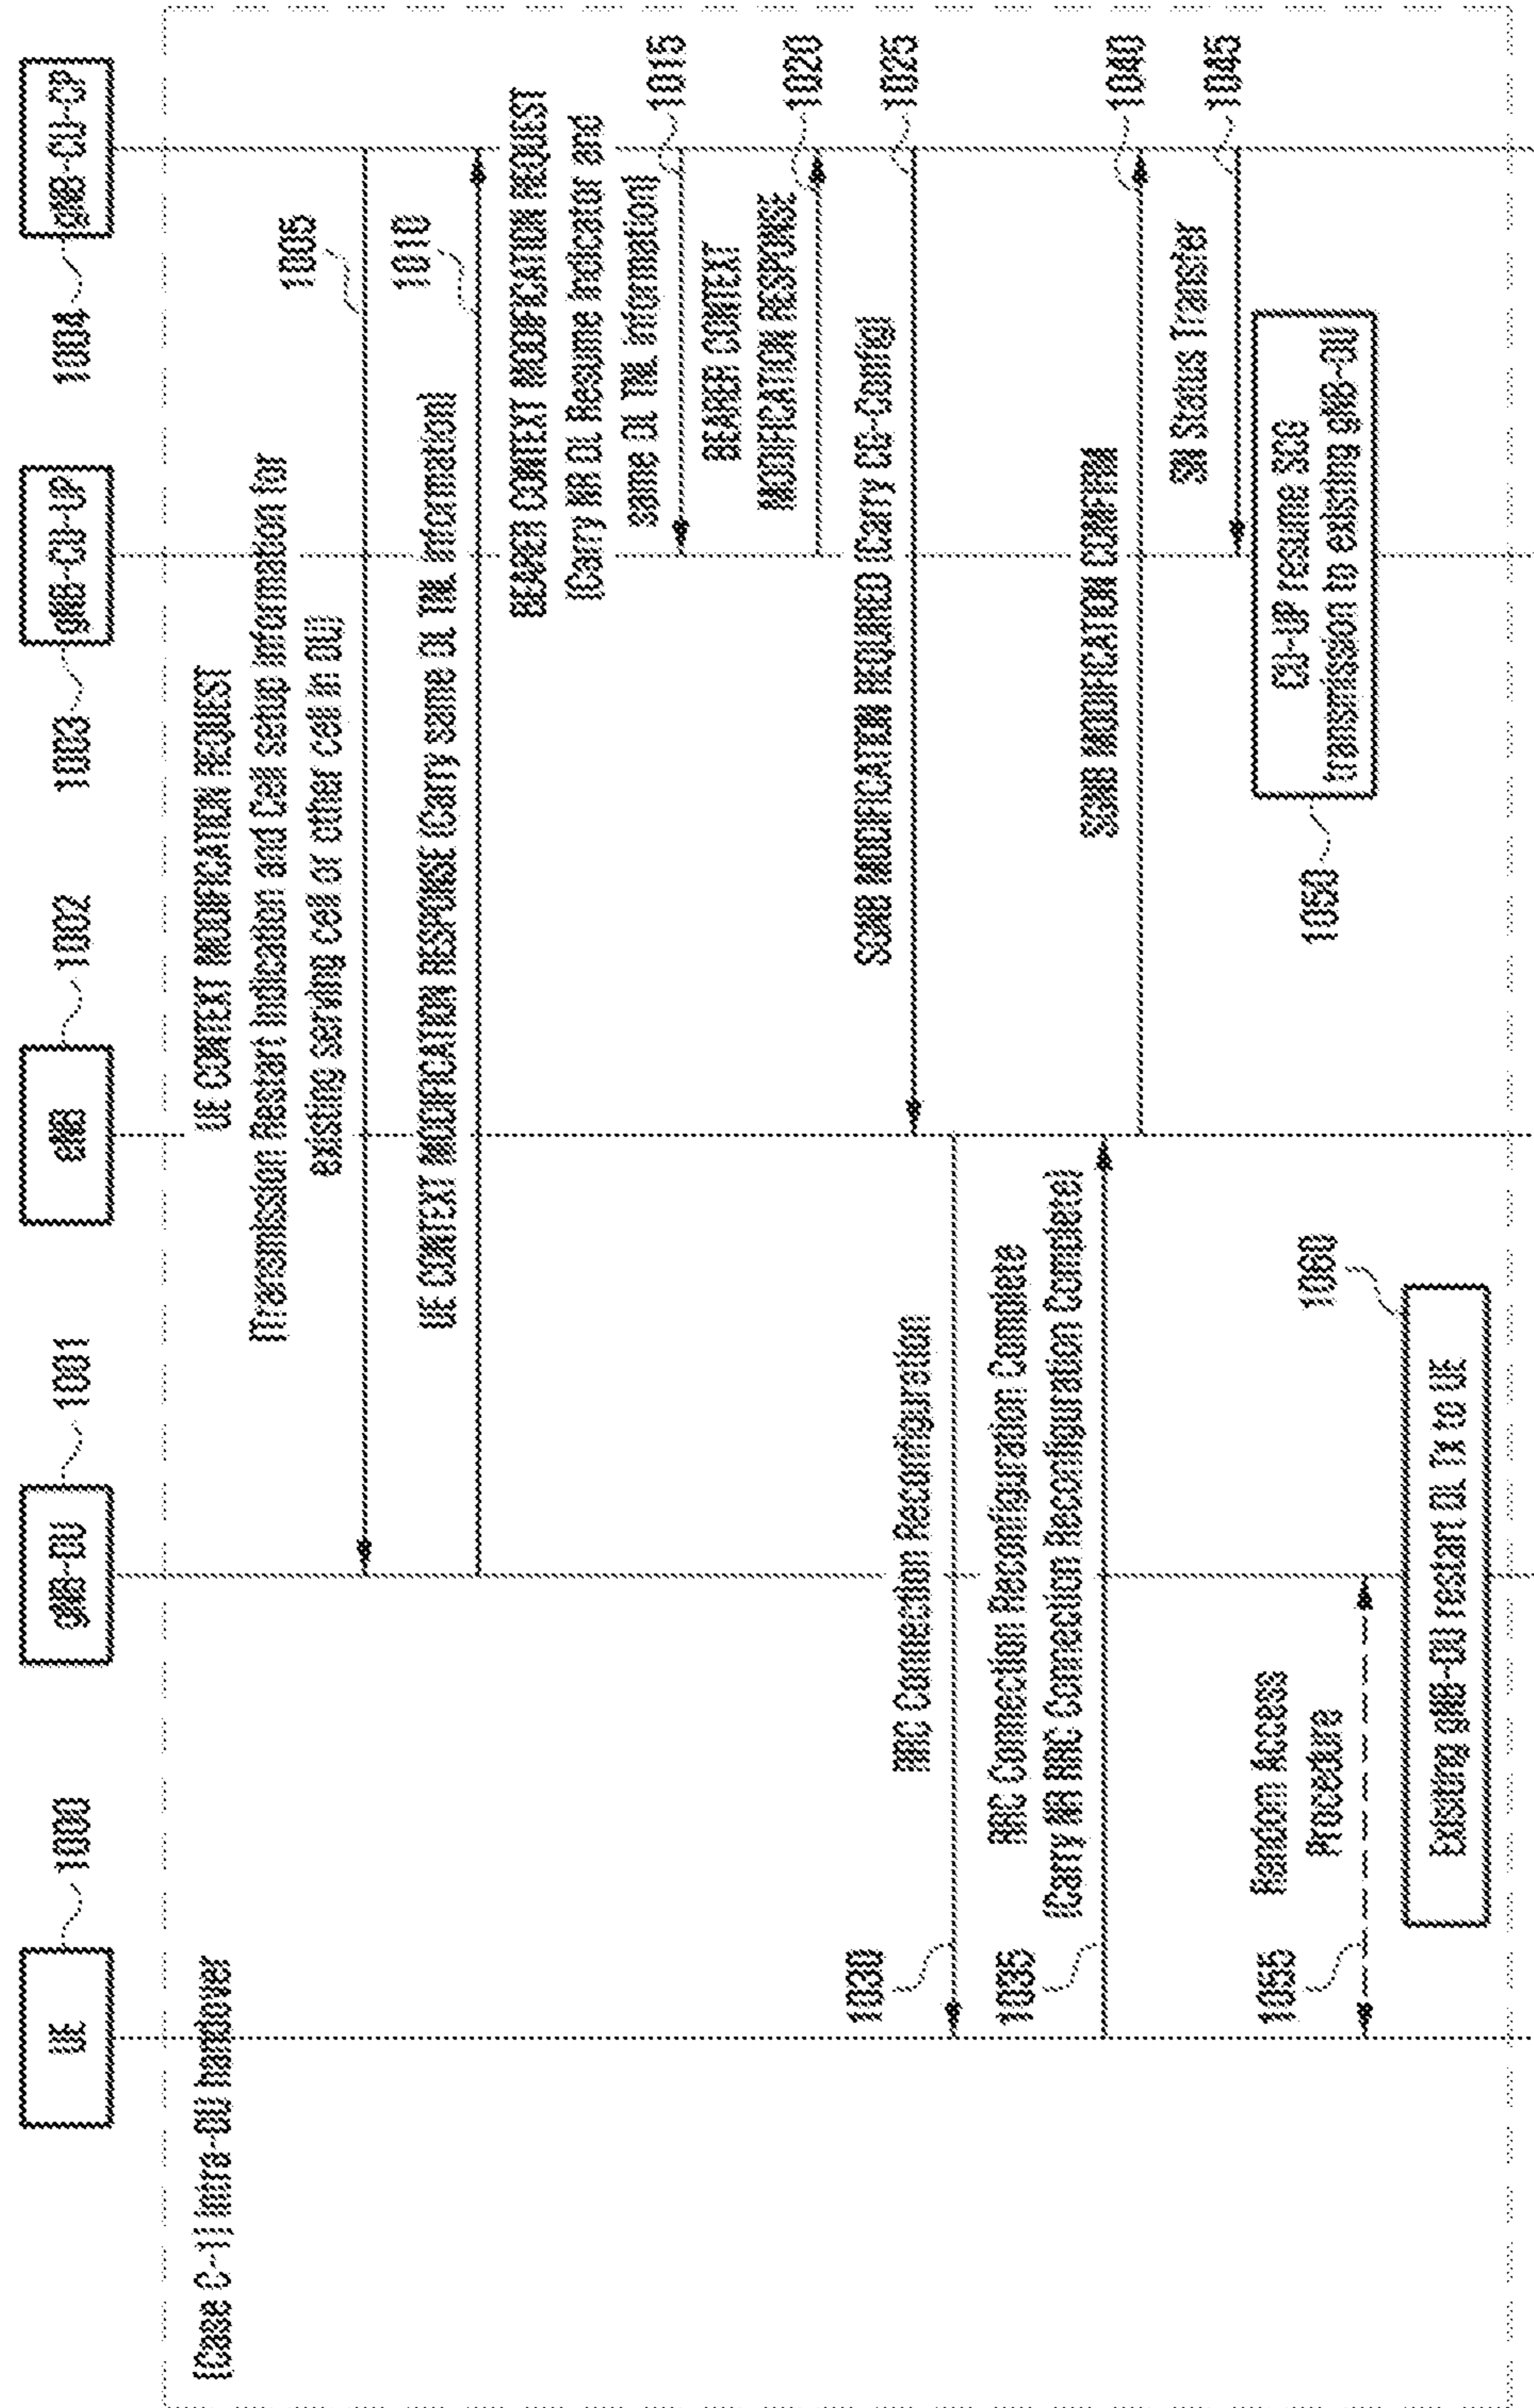 UE
1000
gNB-DU
1001
eNB
1002
gNB-CU-UP
1003
gNB-CU-CP
1004
[Case C-1] Intra-DU handover
UE CONTEXT MODIFICATION REQUEST
(Transmission Restart Indication and Cell setup information for
existing serving cell or other cell in DU)
1005
UE CONTEXT MODIFICATION RESPONSE (Carry same DL TNL Information)
1010
BEARER CONTEXT MODIFICATION REQUEST
(Carry NR DL Resume Indicator and
same DL TNL Information)
1015
BEARER CONTEXT
MODIFICATION RESPONSE
1020
SGNB MODIFICATION REQUIRED (Carry CG-Config)
1025
RRC Connection Reconfiguration
1030
RRC Connection Reconfiguration Complete
(Carry NR RRC Connection Reconfiguration Complete)
1035
SGNB MODIFICATION CONFIRM
1040
SN Status Transfer
1045
CU-UP resume SCG
transmission to existing gNB-DU
1050
Random Access
Procedure
1055
Existing gNB-DU restart DL Tx to UE
1060